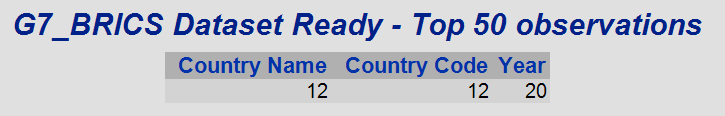 G7_BRICS Dataset Ready - Top 50 observations
Country Name Country Code Year
12 12 20